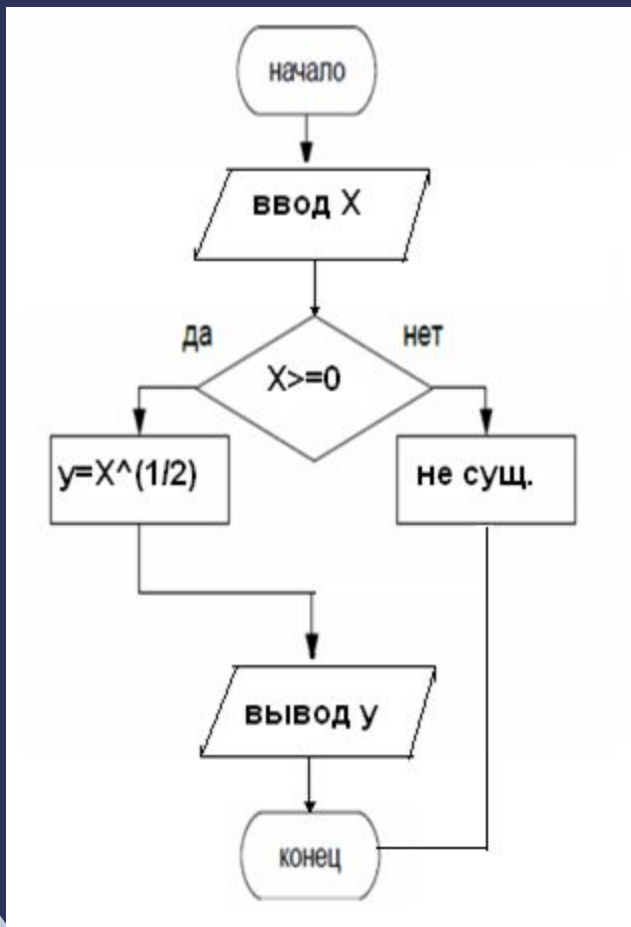 начало
ввод X
да
нет
X>=0
y=X^(1/2)
не сущ.
вывод y
конец